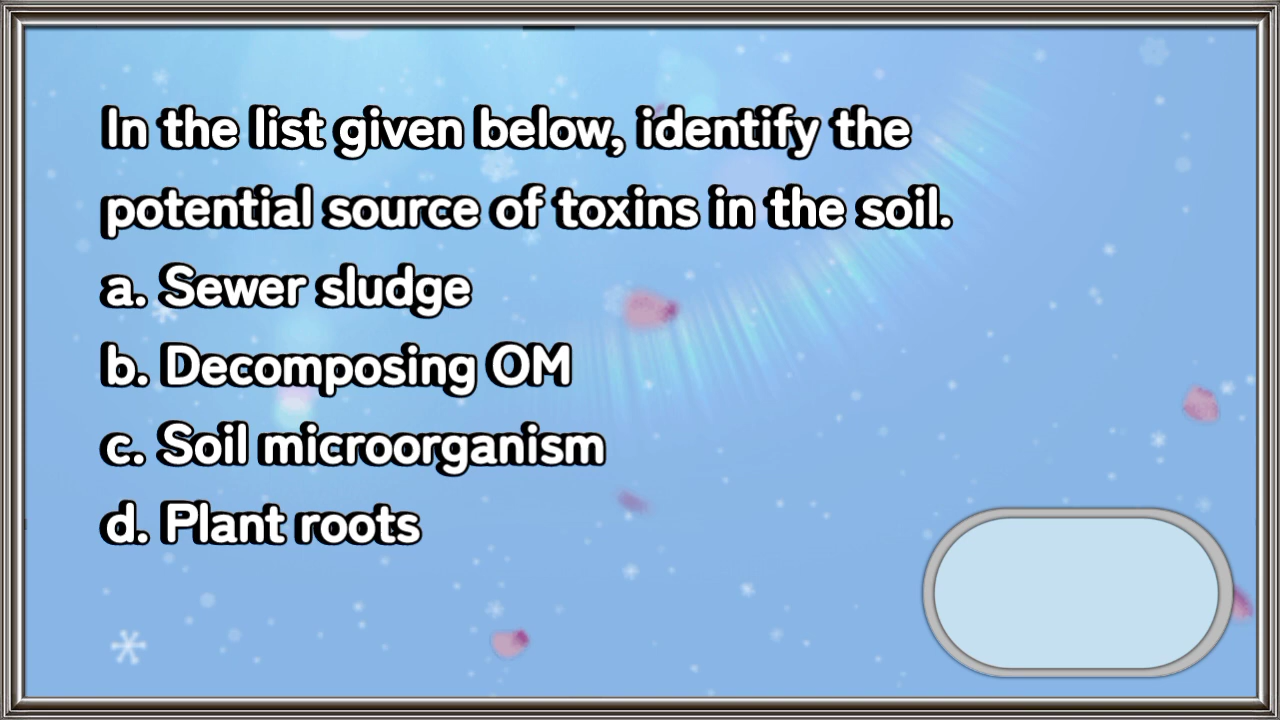 In the list given below, identify the
potential source of toxins in the soil.
a. Sewer sludge
b. Decomposing OM
c. Soil microorganism
d. Plant roots